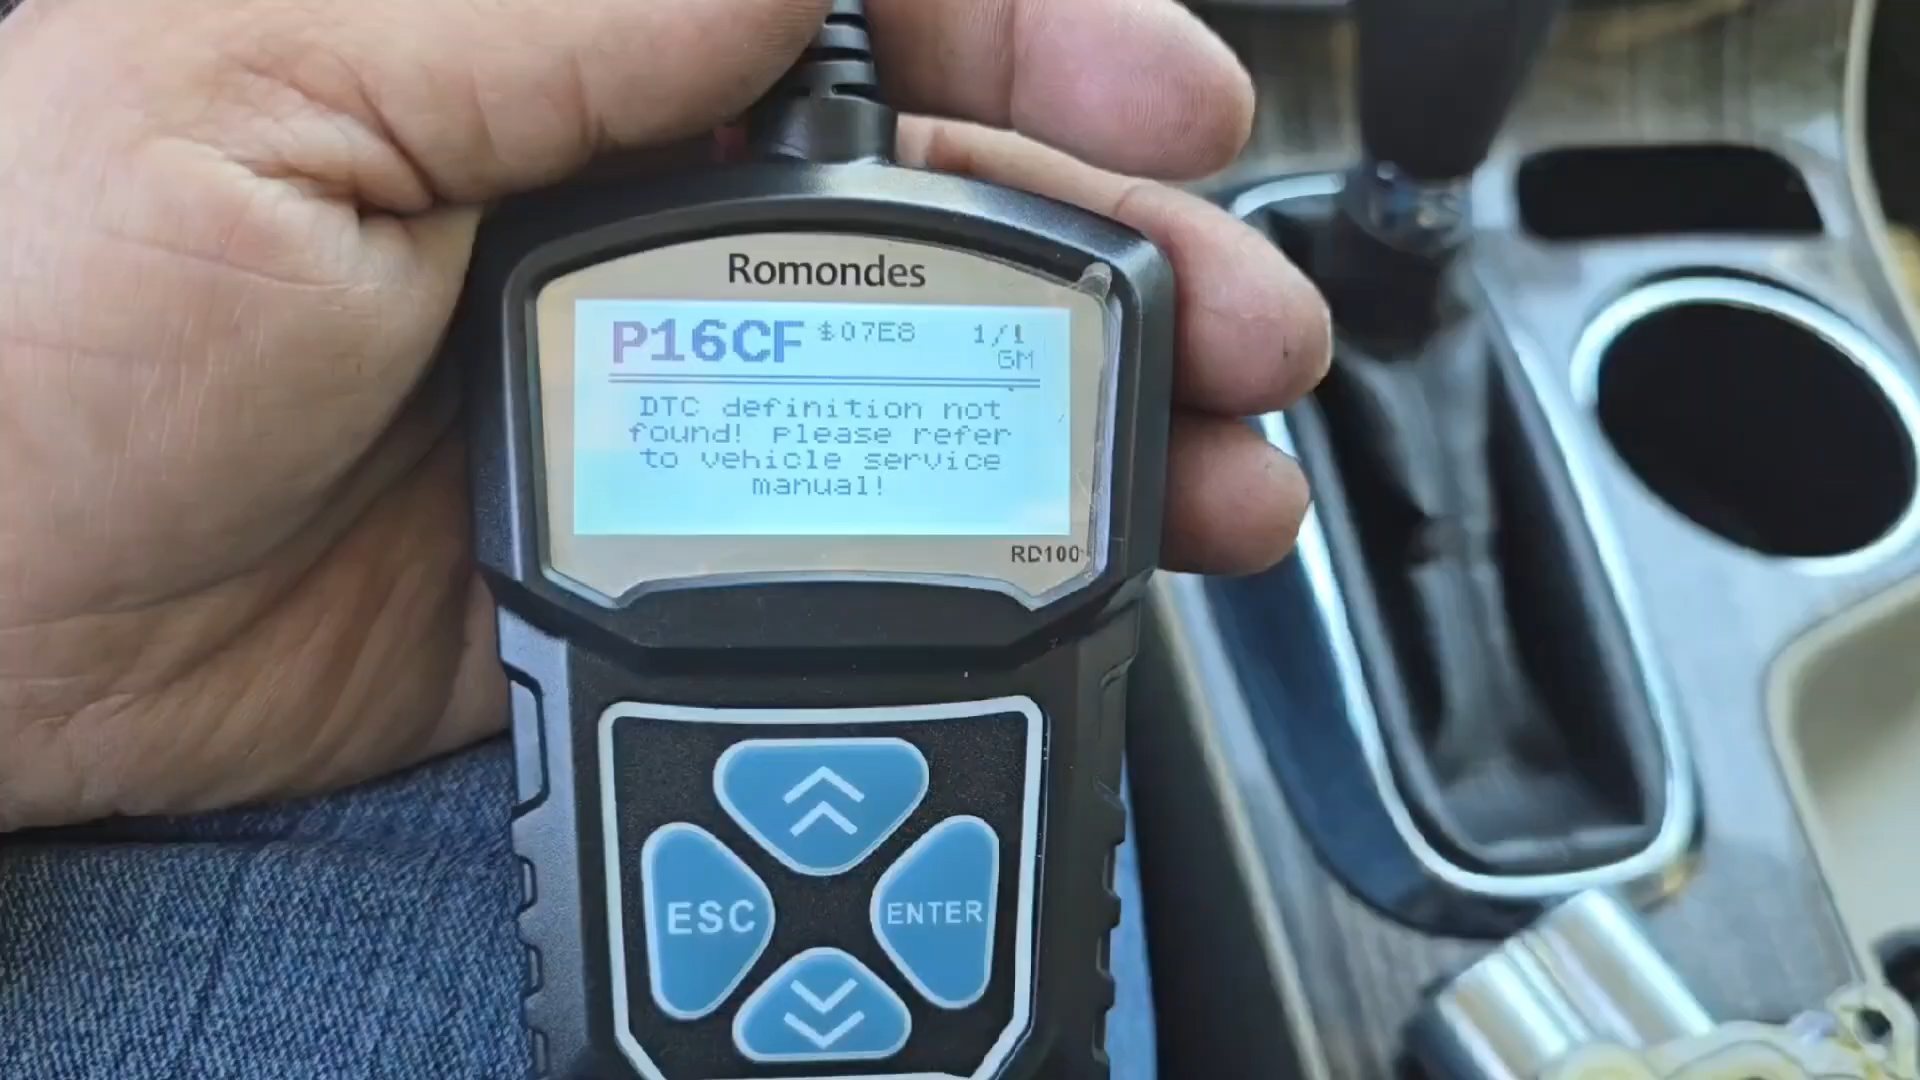 Romondes
P16CF $07E8 1/1
GM
DTC definition not
found! Please refer
to vehicle service
manual!
RD100
ESC
ENTER